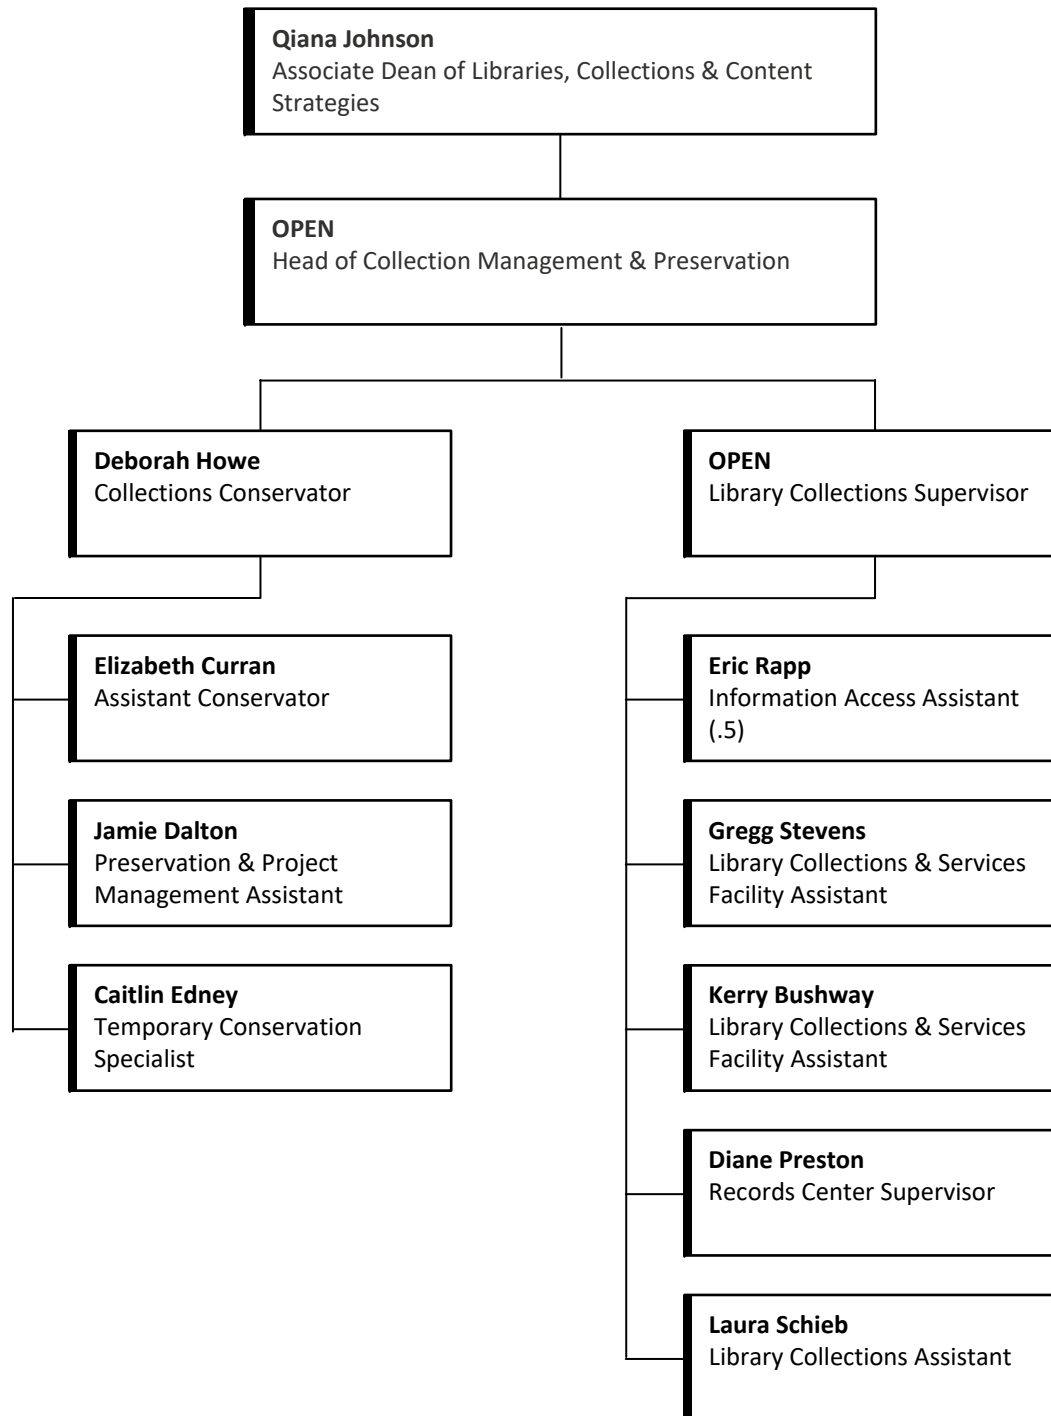 Qiana Johnson
Associate Dean of Libraries, Collections & Content
Strategies
OPEN
Head of Collection Management & Preservation
Deborah Howe
Collections Conservator
OPEN
Library Collections Supervisor
Elizabeth Curran
Assistant Conservator
Jamie Dalton
Preservation & Project
Management Assistant
Caitlin Edney
Temporary Conservation
Specialist
Eric Rapp
Information Access Assistant
(.5)
Gregg Stevens
Library Collections & Services
Facility Assistant
Kerry Bushway
Library Collections & Services
Facility Assistant
Diane Preston
Records Center Supervisor
Laura Schieb
Library Collections Assistant